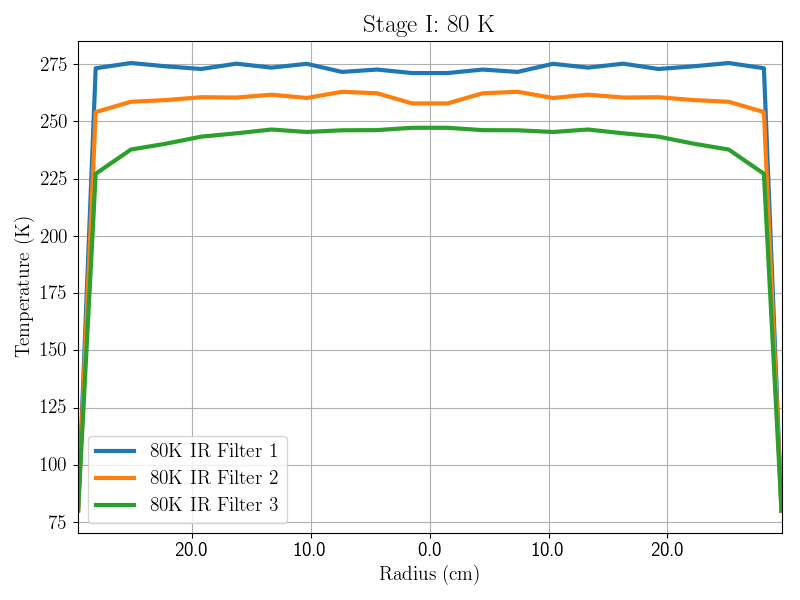 Stage I: 80 K
Temperature (K)
275
250
225
200
175
150
125
100
75
80K IR Filter 1
80K IR Filter 2
80K IR Filter 3
20.0 10.0 0.0 10.0 20.0
Radius (cm)